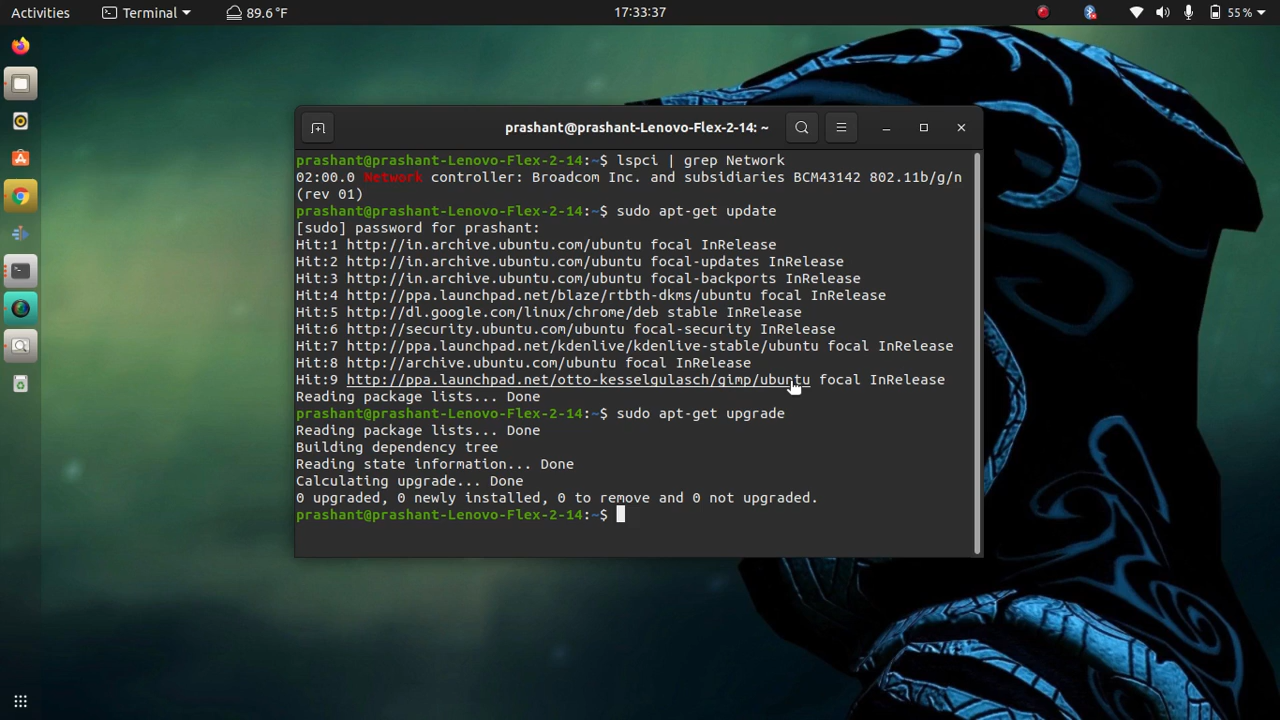 Activities Terminal 89.6°F 17:33:37 55 %
prashant@prashant-Lenovo-Flex-2-14: ~
prashant@prashant-Lenovo-Flex-2-14:~$ lspci | grep Network
02:00.0 Network controller: Broadcom Inc. and subsidiaries BCM43142 802.11b/g/n
(rev 01)
prashant@prashant-Lenovo-Flex-2-14:~$ sudo apt-get update
[sudo] password for prashant:
Hit:1 http://in.archive.ubuntu.com/ubuntu focal InRelease
Hit:2 http://in.archive.ubuntu.com/ubuntu focal-updates InRelease
Hit:3 http://in.archive.ubuntu.com/ubuntu focal-backports InRelease
Hit:4 http://ppa.launchpad.net/blaze/rtbth-dkms/ubuntu focal InRelease
Hit:5 http://dl.google.com/linux/chrome/deb stable InRelease
Hit:6 http://security.ubuntu.com/ubuntu focal-security InRelease
Hit:7 http://ppa.launchpad.net/kdenlive/kdenlive-stable/ubuntu focal InRelease
Hit:8 http://archive.ubuntu.com/ubuntu focal InRelease
Hit:9 http://ppa.launchpad.net/otto-kesselgulasch/gimp/ubuntu focal InRelease
Reading package lists... Done
prashant@prashant-Lenovo-Flex-2-14:~$ sudo apt-get upgrade
Reading package lists... Done
Building dependency tree
Reading state information... Done
Calculating upgrade... Done
0 upgraded, 0 newly installed, 0 to remove and 0 not upgraded.
prashant@prashant-Lenovo-Flex-2-14:~$